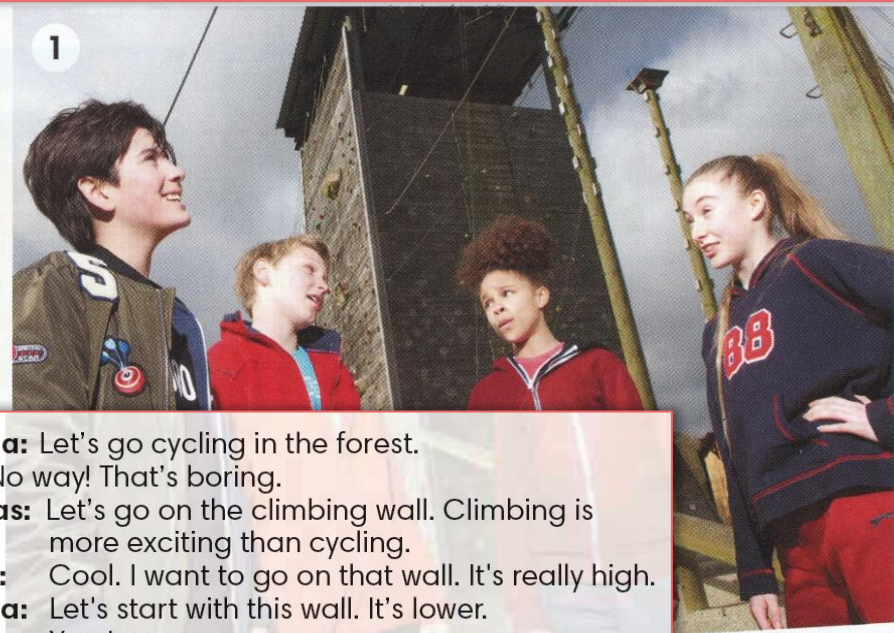 1
88
a: Let's go cycling in the forest.
No way! That's boring.
as: Let's go on the climbing wall. Climbing is
more exciting than cycling.
: Cool. I want to go on that wall. It's really high.
a: Let's start with this wall. It's lower.